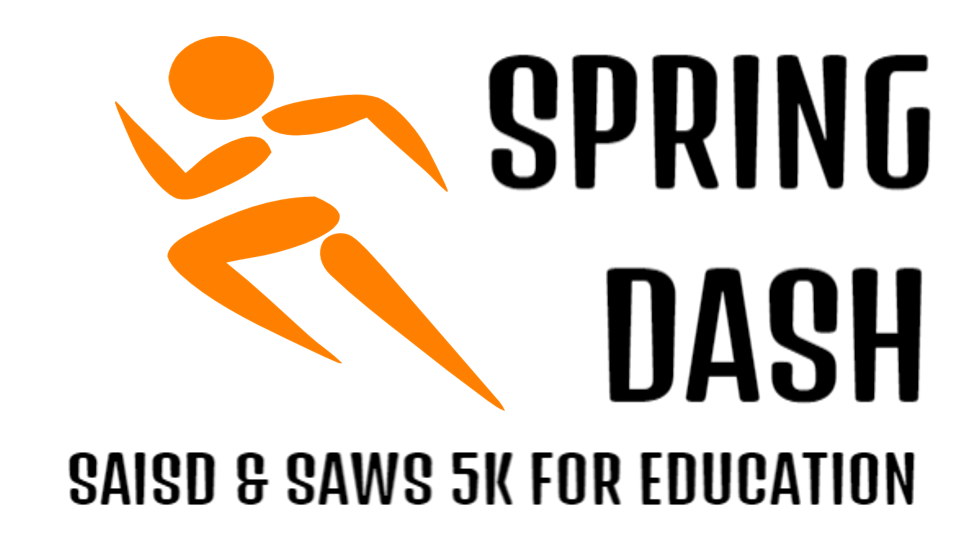 SPRING
DASH
SAISD & SAWS 5K FOR EDUCATION